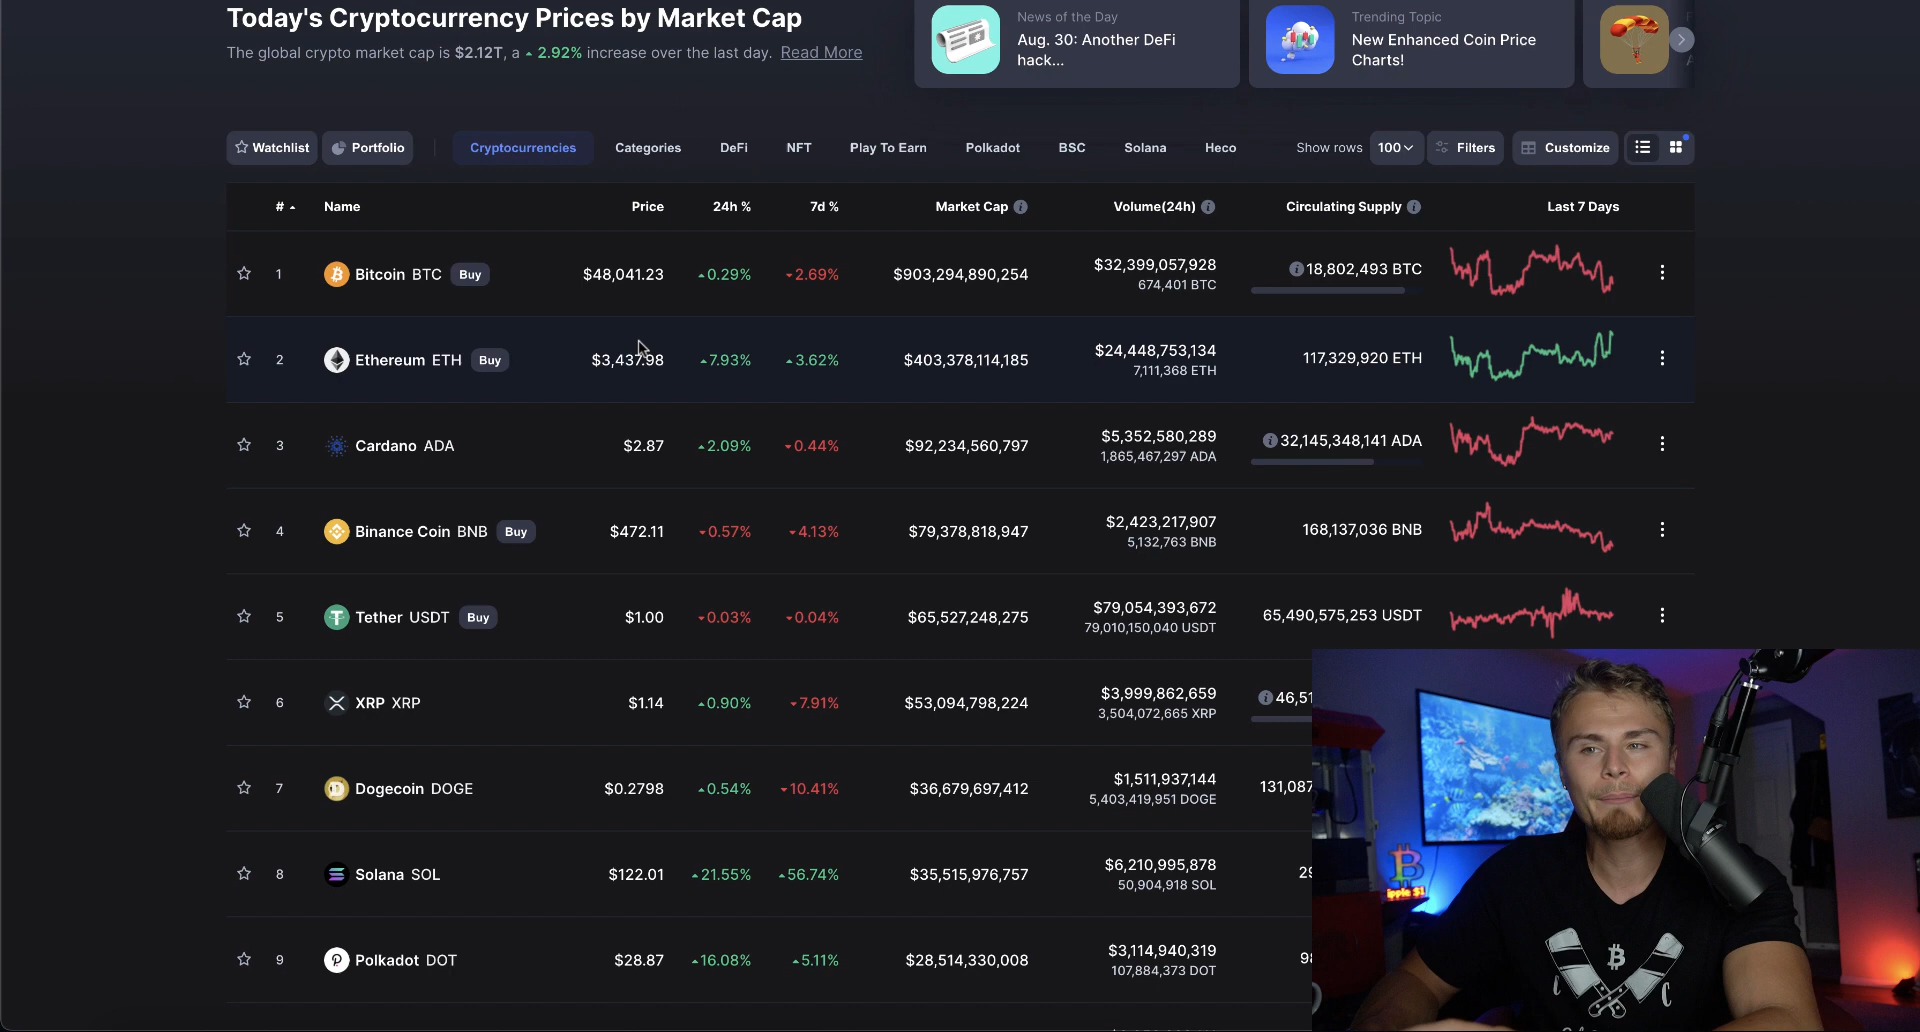 Today's Cryptocurrency Prices by Market Cap
The global crypto market cap is $2.12T, a 2.92% increase over the last day. Read More
News of the Day
Aug. 30: Another DeFi
hack...
Trending Topic
New Enhanced Coin Price
Charts!
Watchlist Portfolio Cryptocurrencies Categories DeFi NFT Play To Earn Polkadot BSC Solana Heco Show rows 100 Filters Customize
# Name Price 24h % 7d % Market Cap Volume(24h) Circulating Supply Last 7 Days
1 Bitcoin BTC Buy $48,041.23 0.29% 2.69% $903,294,890,254 $32,399,057,928 18,802,493 BTC
674,401 BTC
2 Ethereum ETH Buy $3,437.98 7.93% 3.62% $403,378,114,185 $24,448,753,134 117,329,920 ETH
7,111,368 ETH
3 Cardano ADA $2.87 2.09% 0.44% $92,234,560,797 $5,352,580,289 32,145,348,141 ADA
1,865,467,297 ADA
4 Binance Coin BNB Buy $472.11 0.57% 4.13% $79,378,818,947 $2,423,217,907 168,137,036 BNB
5,132,763 BNB
5 Tether USDT Buy $1.00 0.03% 0.04% $65,527,248,275 $79,054,393,672 65,490,575,253 USDT
79,010,150,040 USDT
6 XRP XRP $1.14 0.90% 7.91% $53,094,798,224 $3,999,862,659 46,51
3,504,072,665 XRP
7 Dogecoin DOGE $0.2798 0.54% 10.41% $36,679,697,412 $1,511,937,144 131,087
5,403,419,951 DOGE
8 Solana SOL $122.01 21.55% 56.74% $35,515,976,757 $6,210,995,878 29
50,904,918 SOL
9 Polkadot DOT $28.87 16.08% 5.11% $28,514,330,008 $3,114,940,319 98
107,884,373 DOT
ipple $1